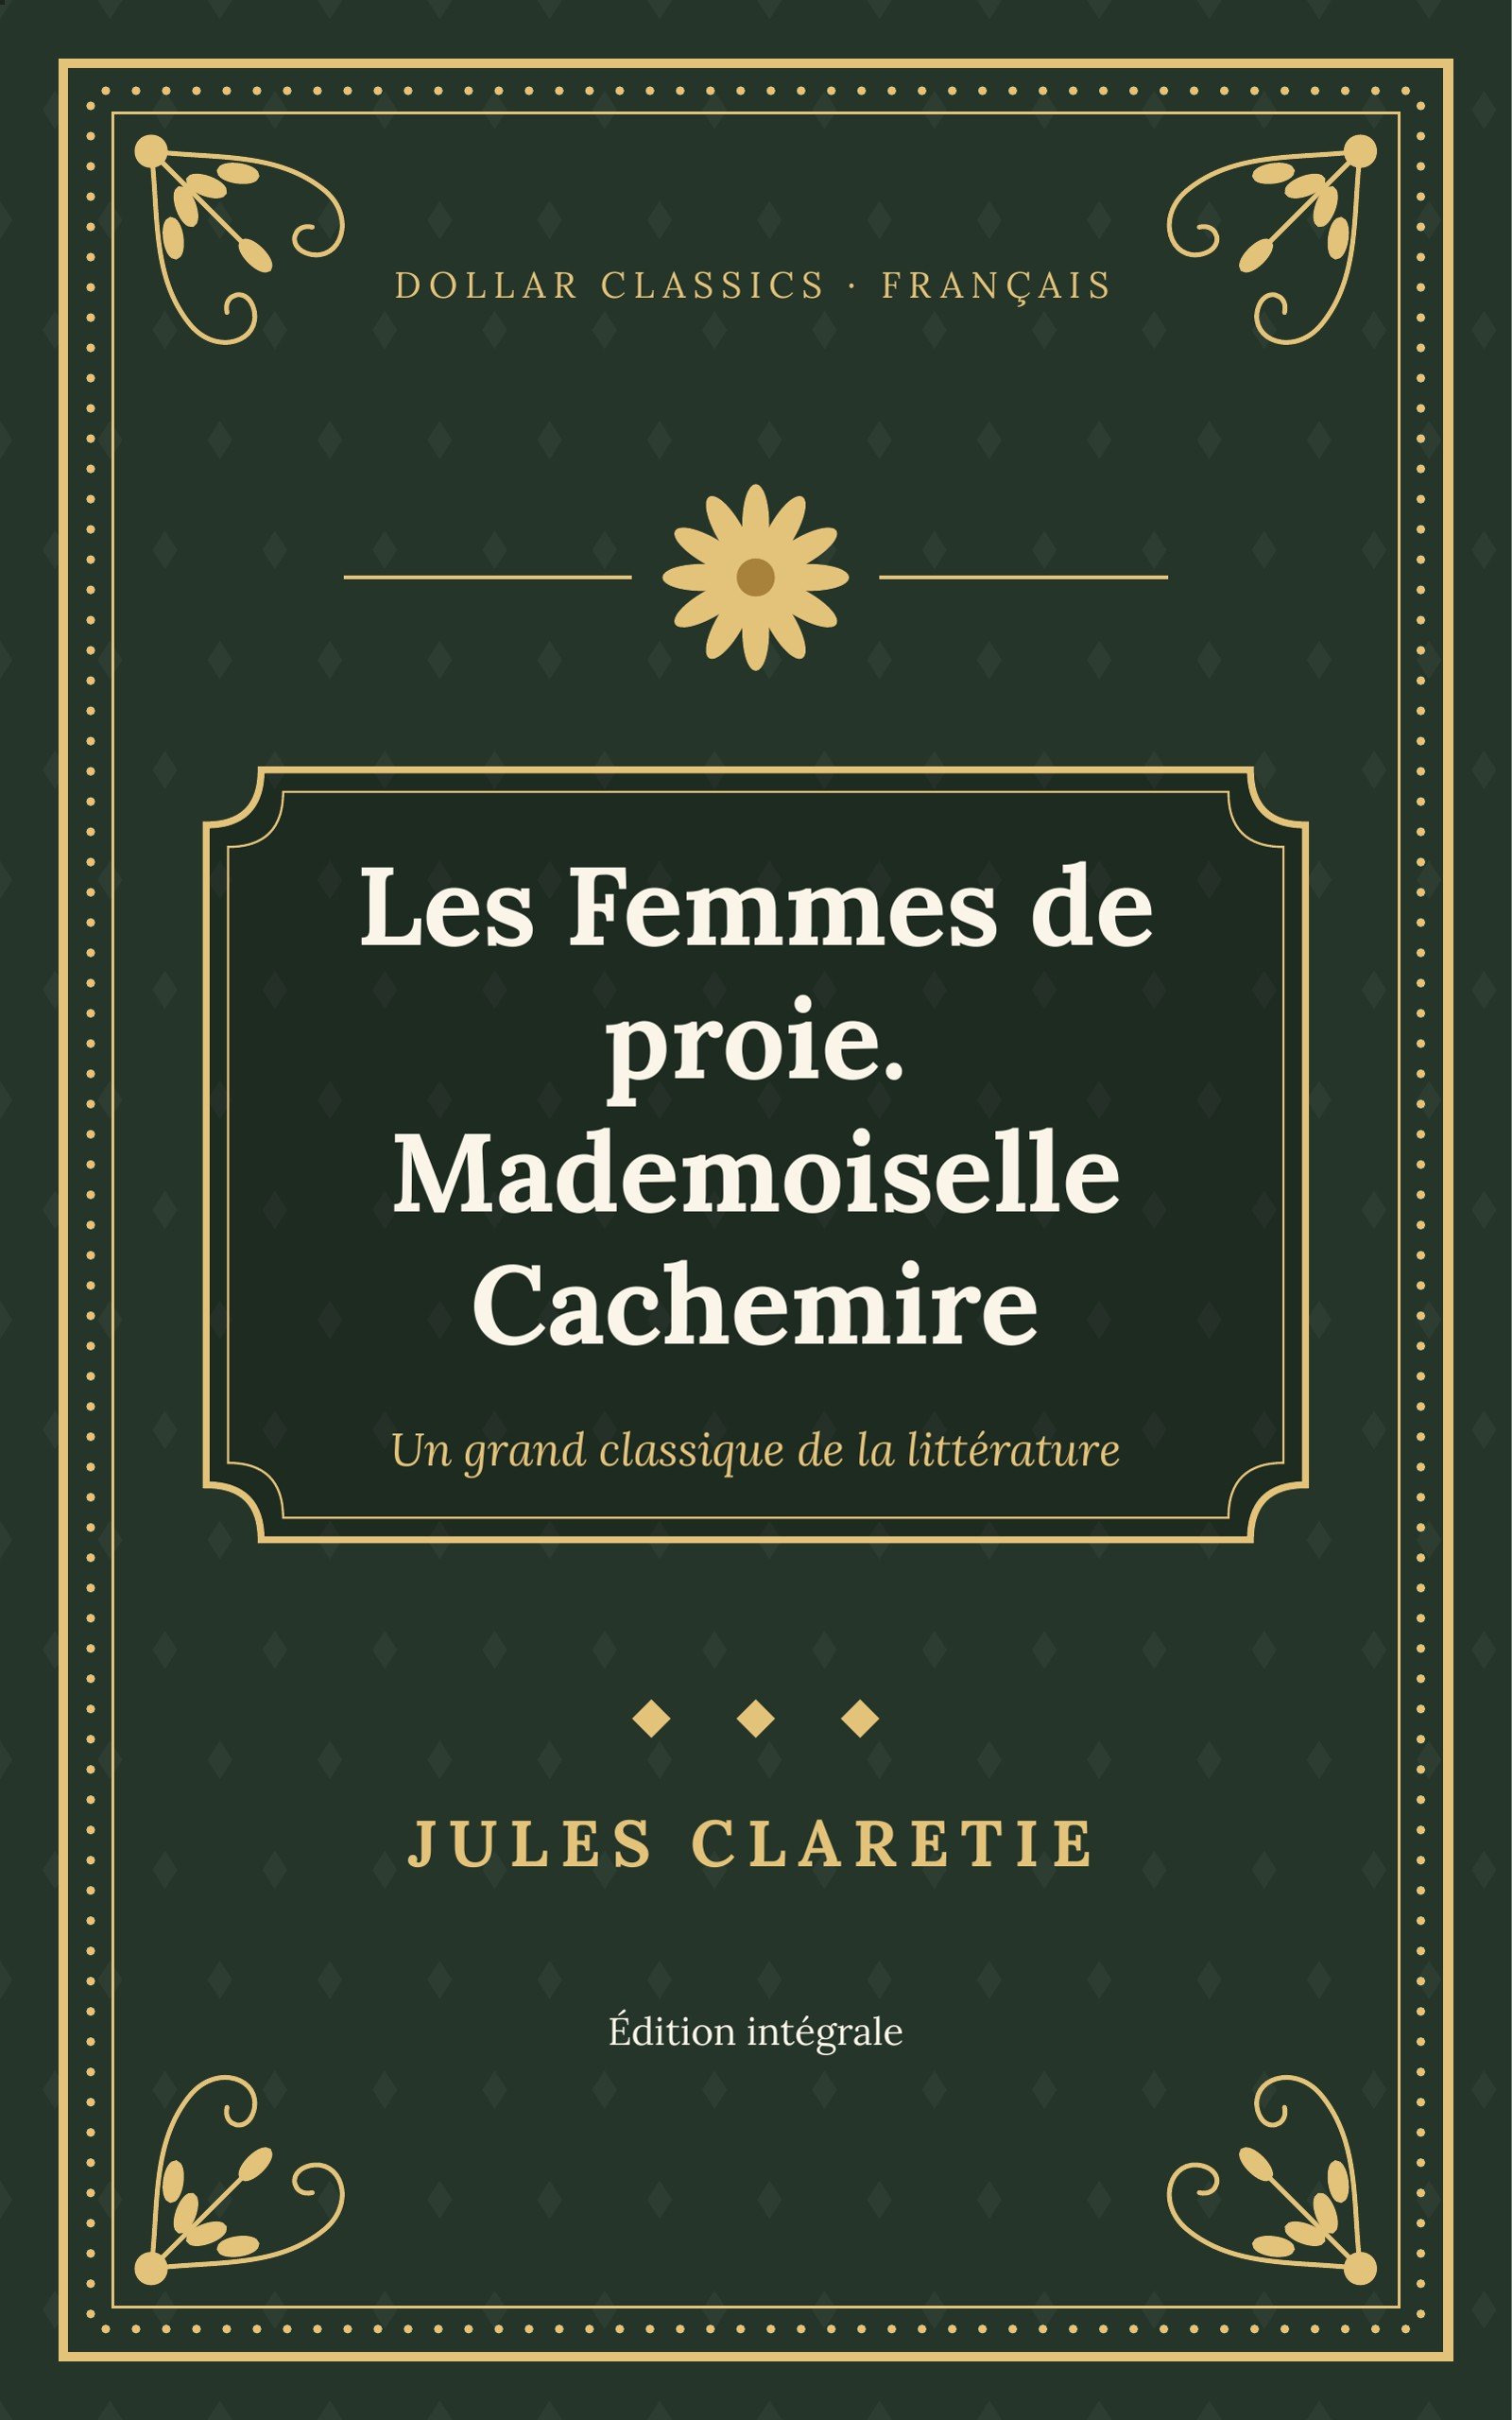 DOLLAR CLASSICS · FRANÇAIS
Les Femmes de
proie.
Mademoiselle
Cachemire
Un grand classique de la littérature
JULES CLARETIE
Édition intégrale